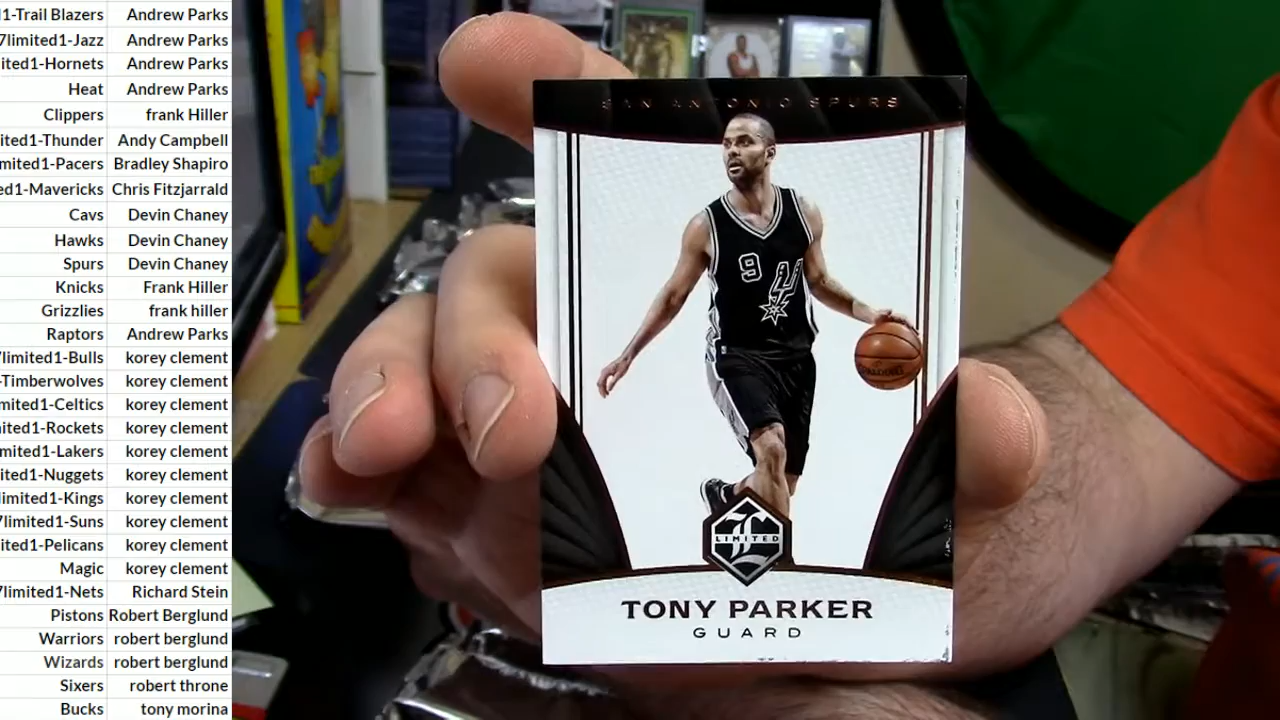 1-Trail Blazers Andrew Parks
7limited1-Jazz Andrew Parks
ited1-Hornets Andrew Parks
Heat Andrew Parks
Clippers frank Hiller
ited1-Thunder Andy Campbell
mited1-Pacers Bradley Shapiro
ed1-Mavericks Chris Fitzjarrald
Cavs Devin Chaney
Hawks Devin Chaney
Spurs Devin Chaney
Knicks Frank Hiller
Grizzlies frank hiller
Raptors Andrew Parks
limited1-Bulls korey clement
-Timberwolves korey clement
mited1-Celtics korey clement
ited1-Rockets korey clement
mited1-Lakers korey clement
ited1-Nuggets korey clement
limited1-Kings korey clement
7limited1-Suns korey clement
ited1-Pelicans korey clement
Magic korey clement
7limited1-Nets Richard Stein
Pistons Robert Berglund
Warriors robert berglund
Wizards robert berglund
Sixers robert throne
Bucks tony morina
SAN ANTONIO SPURS
9
SPALDING
LIMITED
TONY PARKER
GUARD